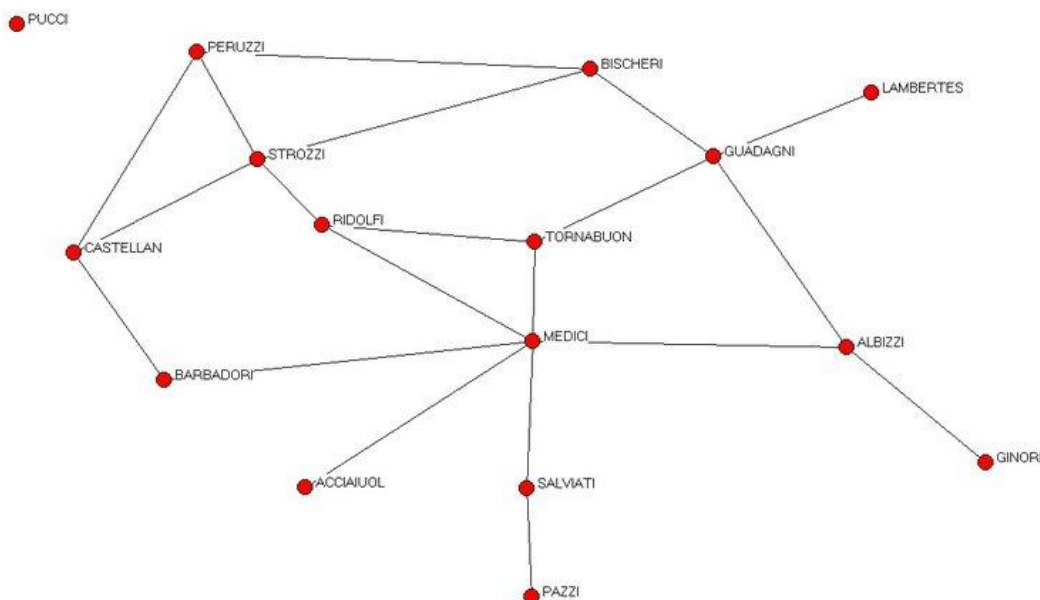 PUCCI
PERUZZI
BISCHERI
LAMBERTES
STROZZI
GUADAGNI
RIDOLFI
TORNABUON
CASTELLAN
MEDICI
ALBIZZI
BARBADORI
GINORI
ACCIAIUOL
SALVIATI
PAZZI